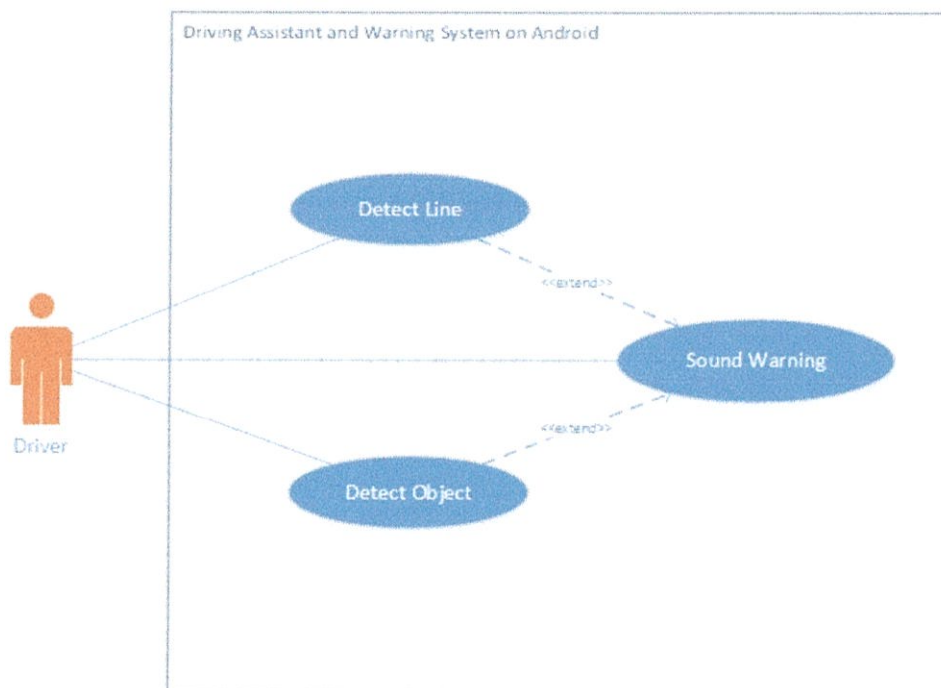 Driving Assistant and Warning System on Android
Detect Line
<<extend>>
Sound Warning
<<extend>>
Detect Object
Driver